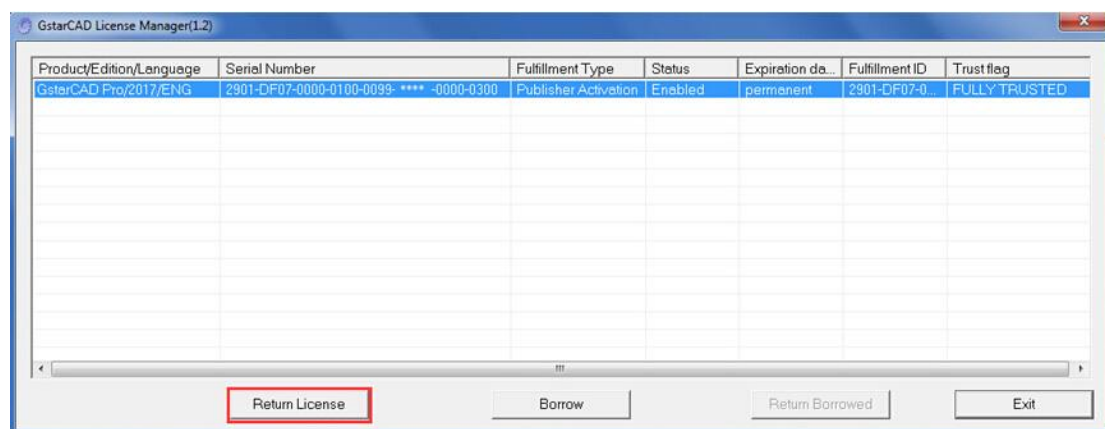 GstarCAD License Manager(1.2)
Product/Edition/Language Serial Number Fulfillment Type Status Expiration da... Fulfillment ID Trust flag
GstarCAD Pro/2017/ENG 2901-DF07-0000-0100-0099- **** -0000-0300 Publisher Activation Enabled permanent 2901-DF07-0... FULLY TRUSTED
Return License Borrow Return Borrowed Exit